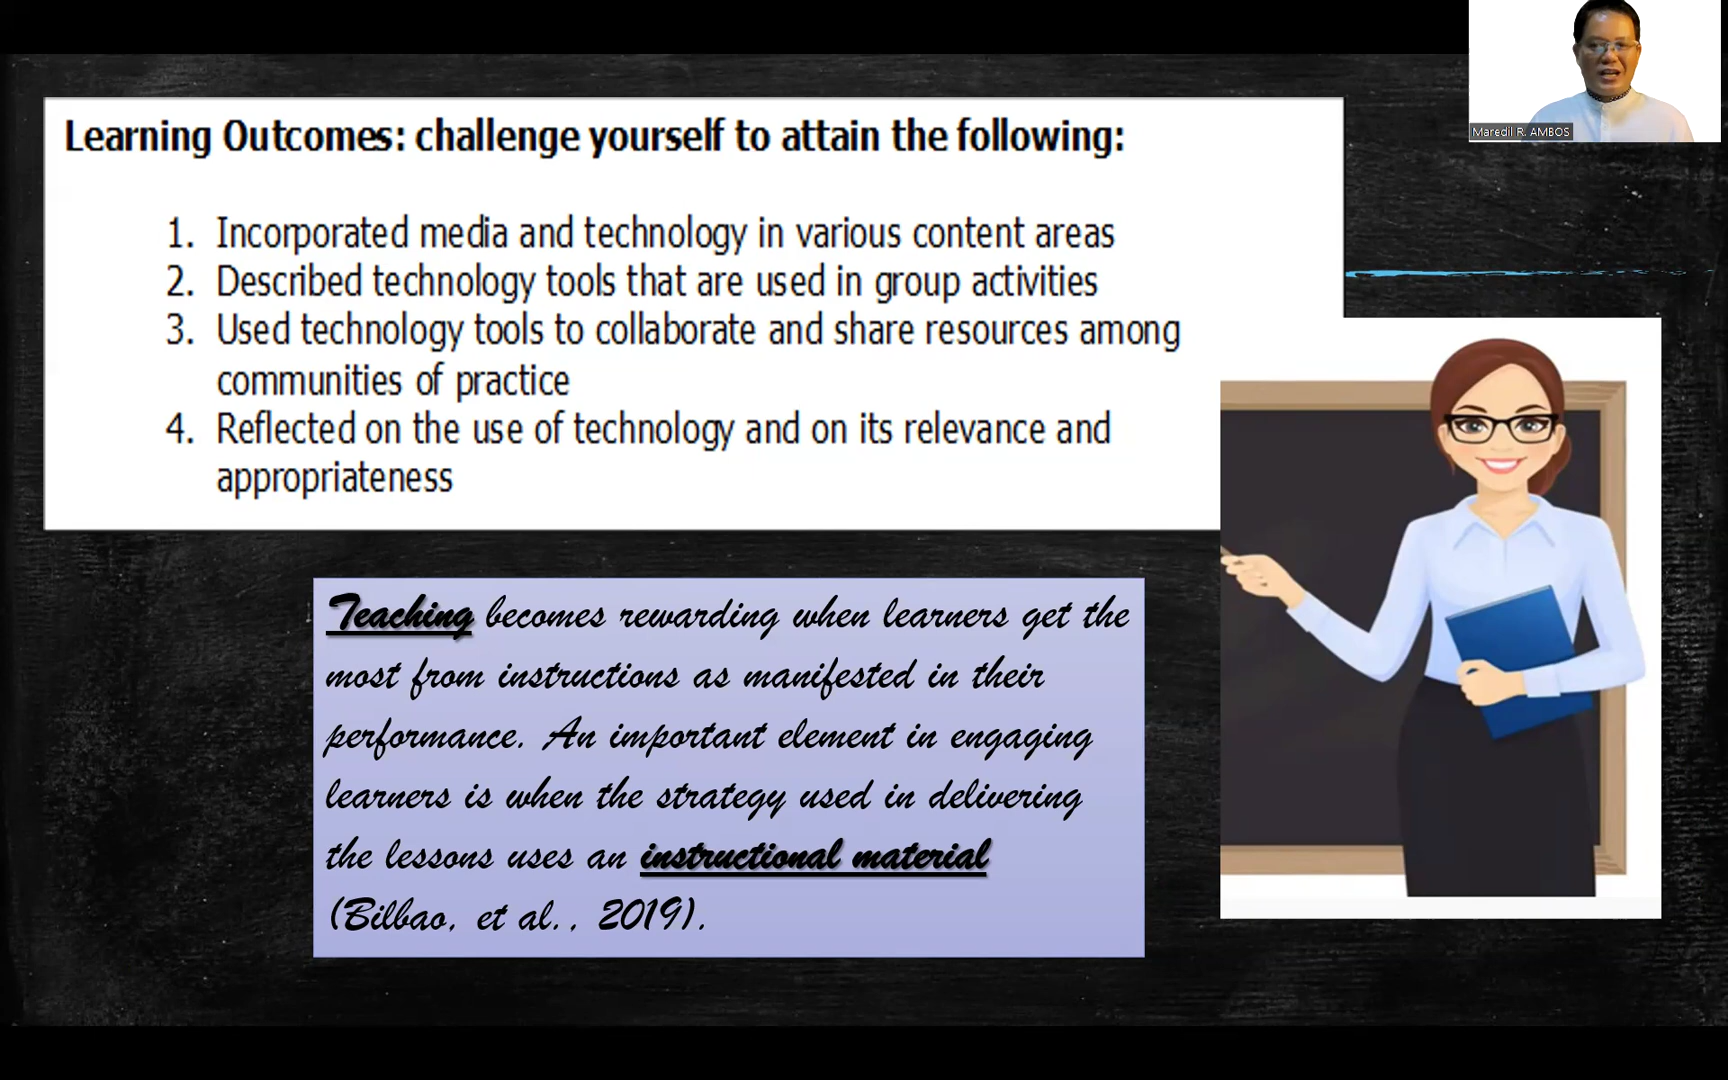 Maredil R. AMBOS
Learning Outcomes: challenge yourself to attain the following:
1. Incorporated media and technology in various content areas
2. Described technology tools that are used in group activities
3. Used technology tools to collaborate and share resources among
communities of practice
4. Reflected on the use of technology and on its relevance and
appropriateness
Teaching becomes rewarding when learners get the
most from instructions as manifested in their
performance. An important element in engaging
learners is when the strategy used in delivering
the lessons uses an instructional material
(Bilbao, et al., 2019).